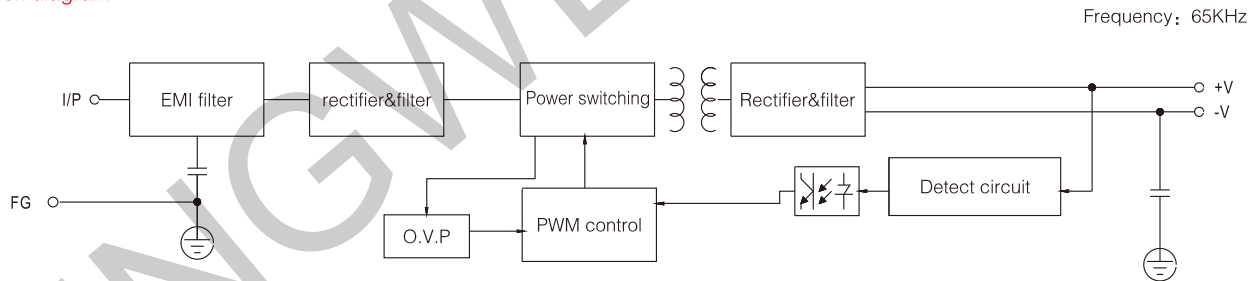 Frequency: 65KHz
I/P
EMI filter
rectifier&filter
Power switching
Rectifier&filter
+V
-V
FG
O.V.P
PWM control
Detect circuit